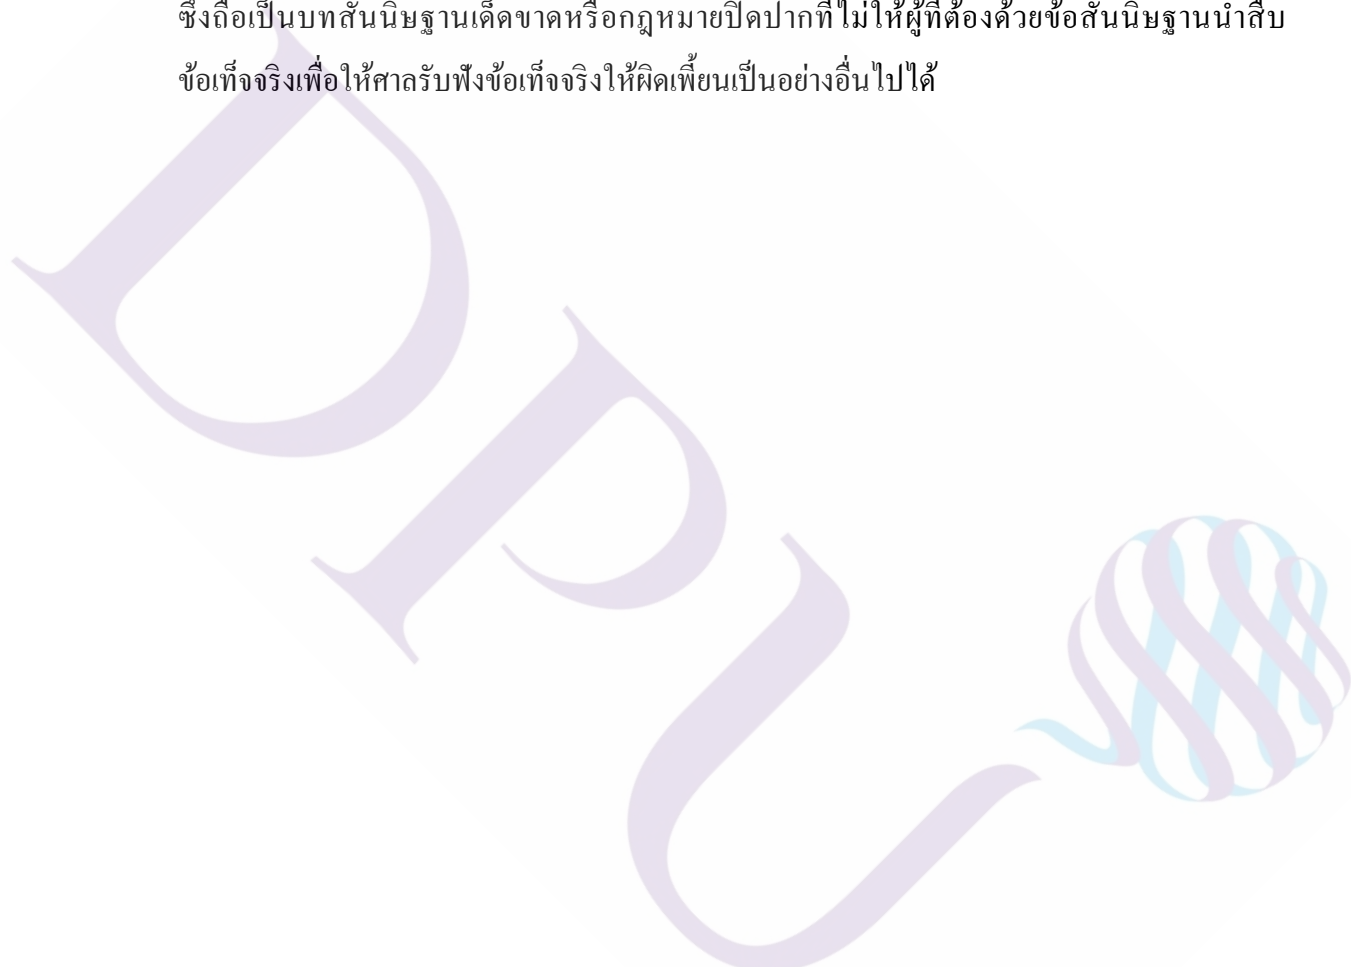 ซึ่งถือเป็นบทสันนิษฐานเด็ดขาดหรือกฎหมายปิดปากที่ไม่ให้ผู้ที่ต้องด้วยข้อสันนิษฐานนำสืบ
ข้อเท็จจริงเพื่อให้ศาลรับฟังข้อเท็จจริงให้ผิดเพี้ยนเป็นอย่างอื่นไปได้
DPU